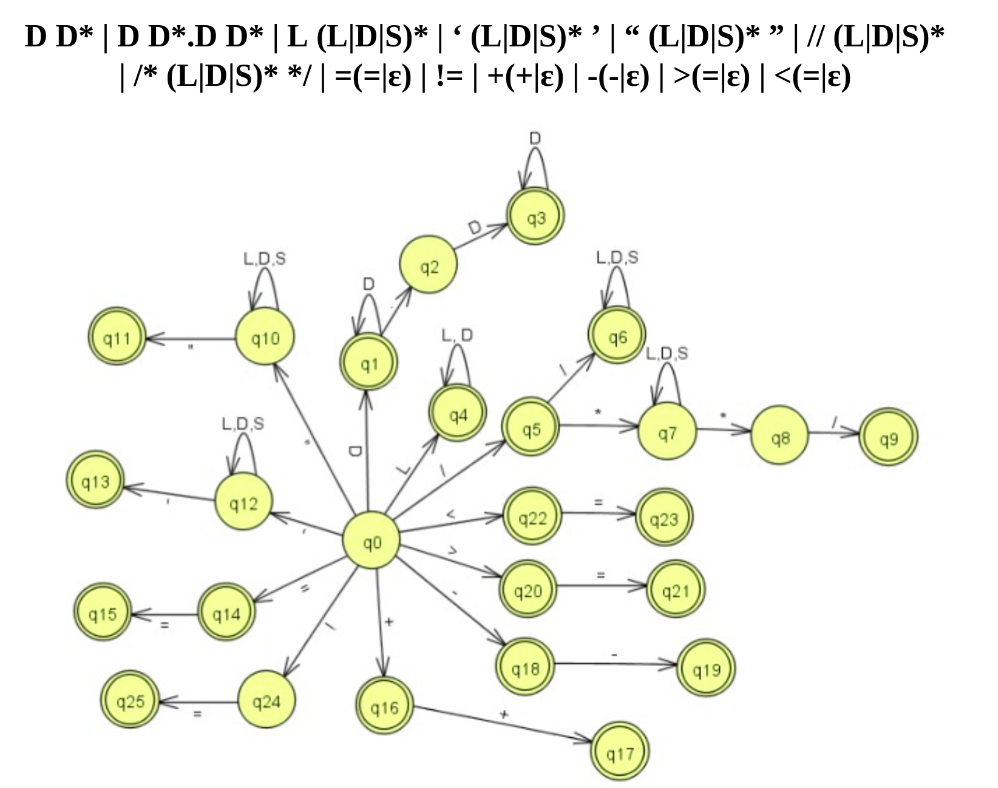 D D* | D D*.D D* | L (L|D|S)* | ‘ (L|D|S)* ’ | “ (L|D|S)* ” | // (L|D|S)*
| /* (L|D|S)* */ | =(=|ε) | != | +(+|ε) | -(-|ε) | >(=|ε) | <(=|ε)
D
q3
D
q2
L,D,S
L,D,S
D
.
q11
"
q10
q1
q6
L, D
/
L,D,S
q4
q5
*
q7
*
q8
/
q9
L,D,S
"
D
L
/
q13
'
q12
'
q0
<
q22
=
q23
>
q20
=
q21
q15
=
q14
=
-
q18
-
q19
!
+
q25
=
q24
q16
+
q17